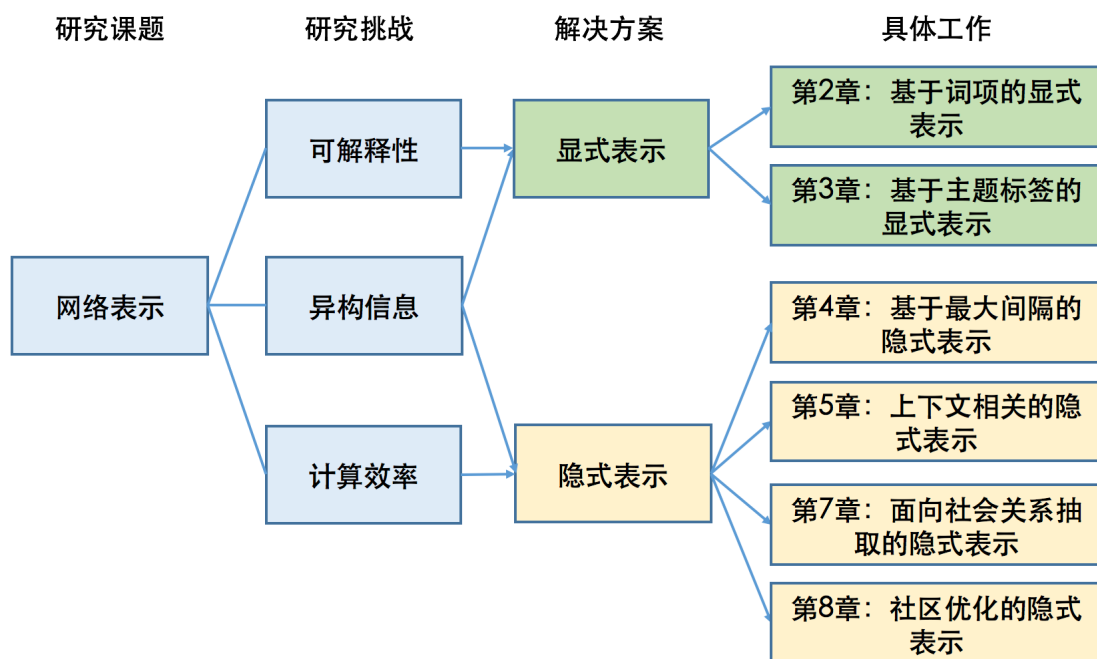 研究课题
研究挑战
解决方案
具体工作
网络表示
可解释性
异构信息
计算效率
显式表示
隐式表示
第2章：基于词项的显式
表示
第3章：基于主题标签的
显式表示
第4章：基于最大间隔的
隐式表示
第5章：上下文相关的隐
式表示
第7章：面向社会关系抽
取的隐式表示
第8章：社区优化的隐式
表示